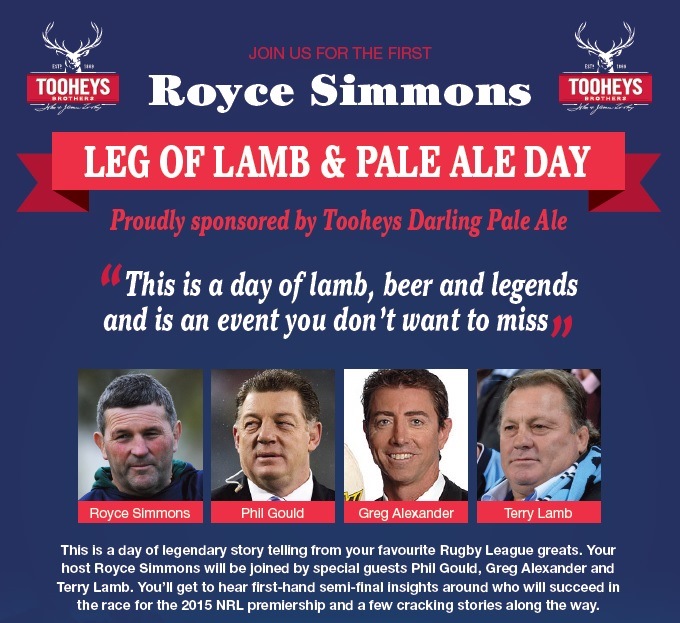 JOIN US FOR THE FIRST
Royce Simmons
ESTD 1869
TOOHEYS
BROTHERS
ESTD 1869
TOOHEYS
BROTHERS
LEG OF LAMB & PALE ALE DAY
Proudly sponsored by Tooheys Darling Pale Ale
“This is a day of lamb, beer and legends
and is an event you don’t want to miss”
Royce Simmons
Phil Gould
Greg Alexander
Terry Lamb
This is a day of legendary story telling from your favourite Rugby League greats. Your
host Royce Simmons will be joined by special guests Phil Gould, Greg Alexander and
Terry Lamb. You’ll get to hear first-hand semi-final insights around who will succeed in
the race for the 2015 NRL premiership and a few cracking stories along the way.